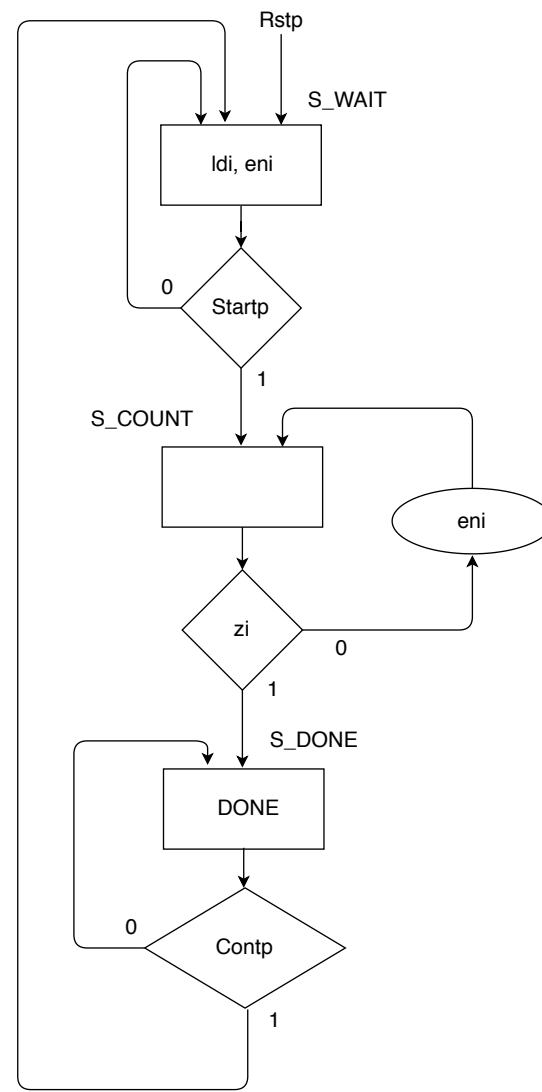 Rstp
S_WAIT
ldi, eni
0
Startp
1
S_COUNT
eni
zi
0
1
S_DONE
DONE
0
Contp
1